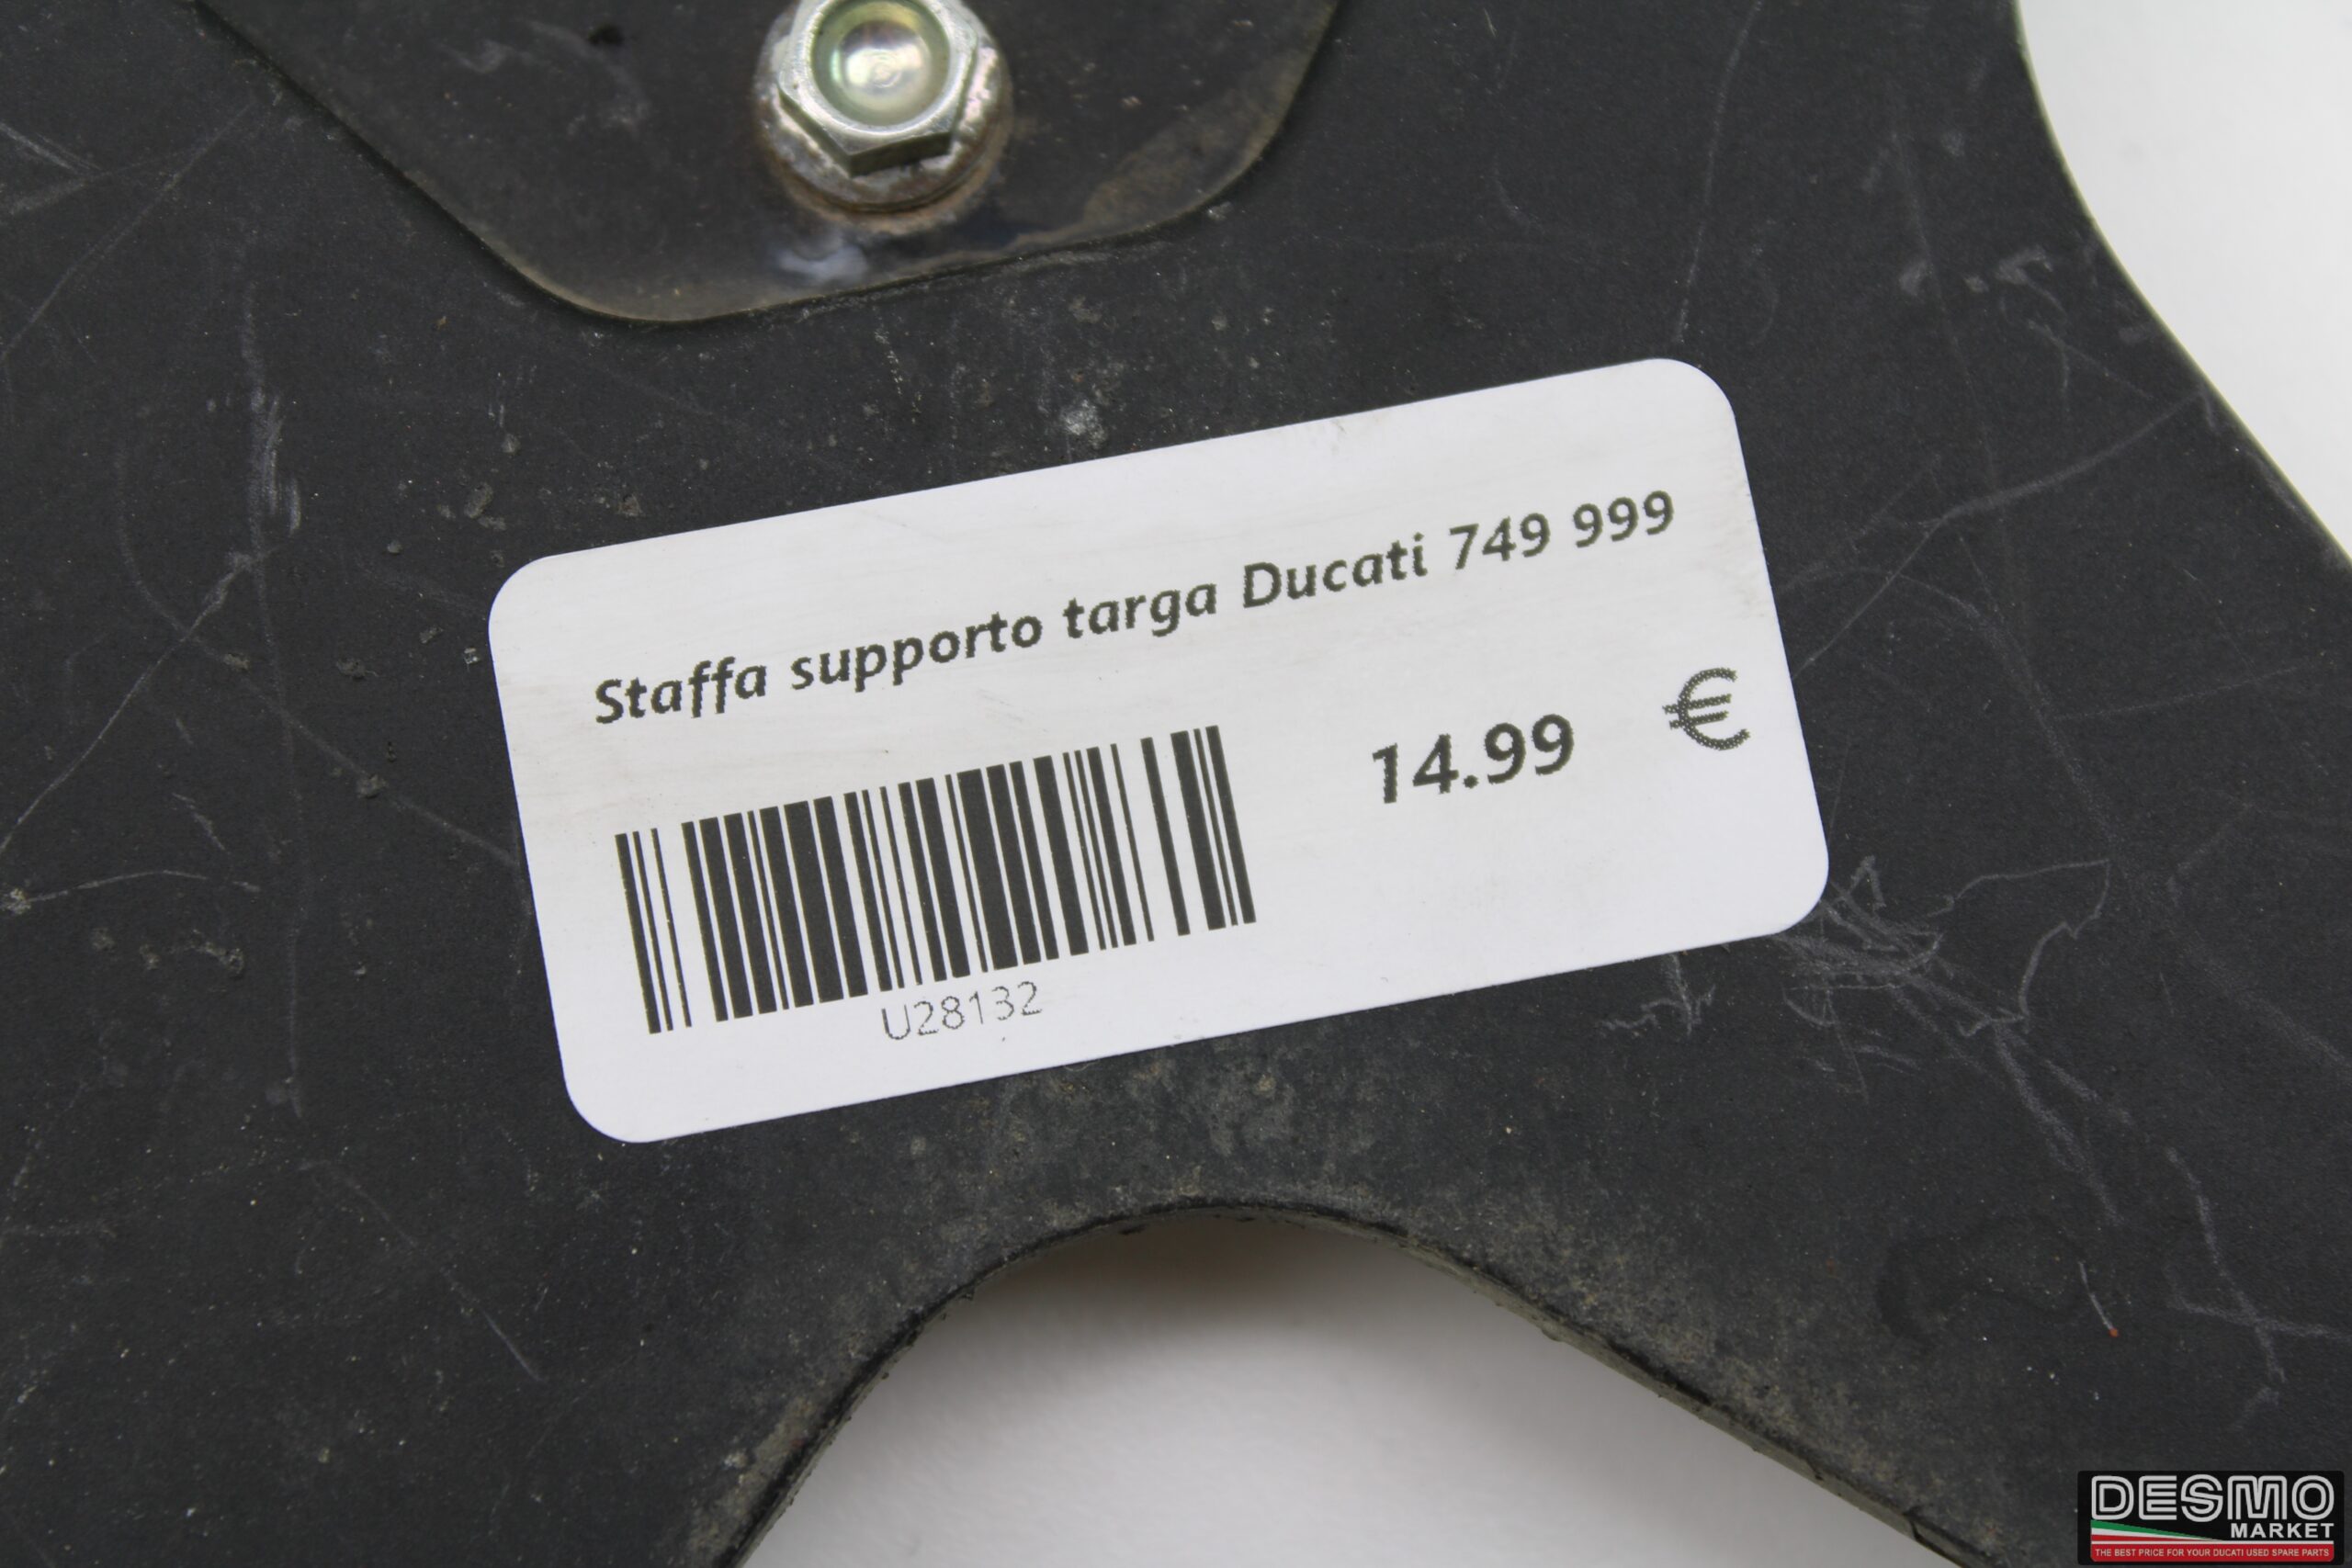 Staffa supporto targa Ducati 749 999
14.99 €
U28132
DESMO
MARKET
THE BEST PRICE FOR YOUR DUCATI USED SPARE PARTS